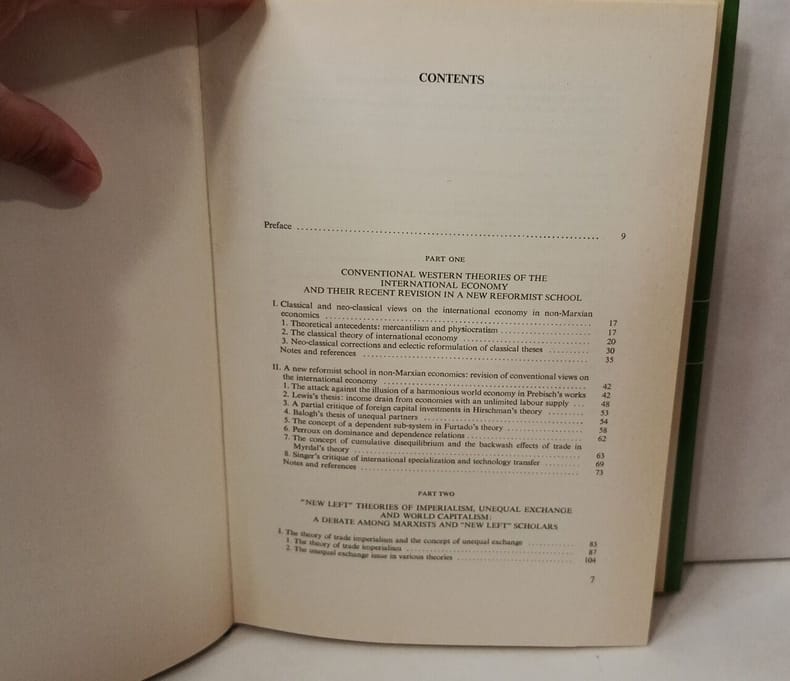 CONTENTS
Preface ........................................ 9
PART ONE
CONVENTIONAL WESTERN THEORIES OF THE
INTERNATIONAL ECONOMY
AND THEIR RECENT REVISION IN A NEW REFORMIST SCHOOL
I. Classical and neo-classical views on the international economy in non-Marxian
economics ........................................ 17
1. Theoretical antecedents: mercantilism and physiocratism .................... 17
2. The classical theory of international economy .................... 20
3. Neo-classical corrections and eclectic reformulation of classical theses .......... 30
Notes and references ........................................ 35
II. A new reformist school in non-Marxian economics: revision of conventional views on
the international economy ........................................ 42
1. The attack against the illusion of a harmonious world economy in Prebisch's works 42
2. Lewis's thesis: income drain from economies with an unlimited labour supply ... 48
3. A partial critique of foreign capital investments in Hirschman's theory ........ 53
4. Balogh's thesis of unequal partners ........................................ 54
5. The concept of a dependent sub-system in Furtado's theory .................... 58
6. Perroux on dominance and dependence relations .................... 62
7. The concept of cumulative disequilibrium and the backwash effects of trade in
Myrdal's theory ........................................ 63
8. Singer's critique of international specialization and technology transfer ........ 69
Notes and references ........................................ 73
PART TWO
"NEW LEFT" THEORIES OF IMPERIALISM, UNEQUAL EXCHANGE
AND WORLD CAPITALISM:
A DEBATE AMONG MARXISTS AND "NEW LEFT" SCHOLARS
I. The theory of trade imperialism and the concept of unequal exchange ............ 85
1. The theory of trade imperialism ........................................ 87
2. The unequal exchange issue in various theories .................... 104
7